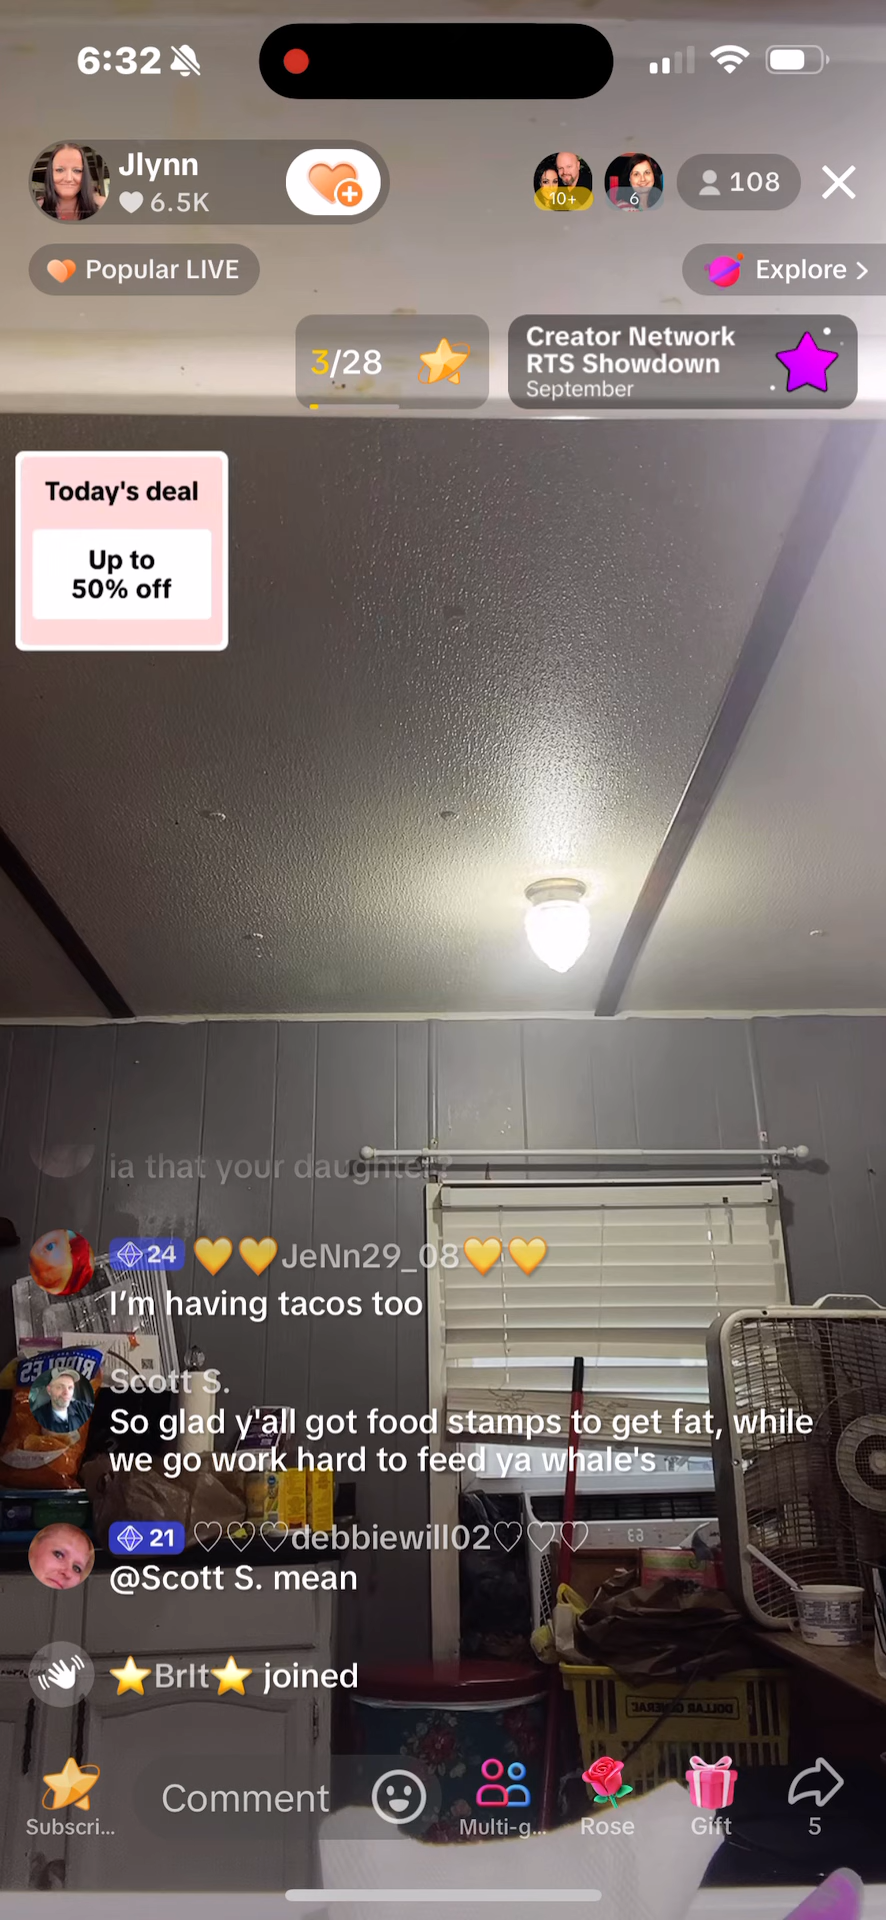 6:32
Jlynn
6.5K
10+
6
108
Popular LIVE
Explore >
3/28
Creator Network
RTS Showdown
September
Today's deal
Up to
50% off
ia that your daughter?
24 💛💛JeNn29_08💛💛
I'm having tacos too
Scott S.
So glad y'all got food stamps to get fat, while
we go work hard to feed ya whale's
21 ♡♡♡debbiewill02♡♡♡
@Scott S. mean
⭐BrIt⭐ joined
DOLLAR GENERAL
Comment
Subscri...
Multi-g...
Rose
Gift
5